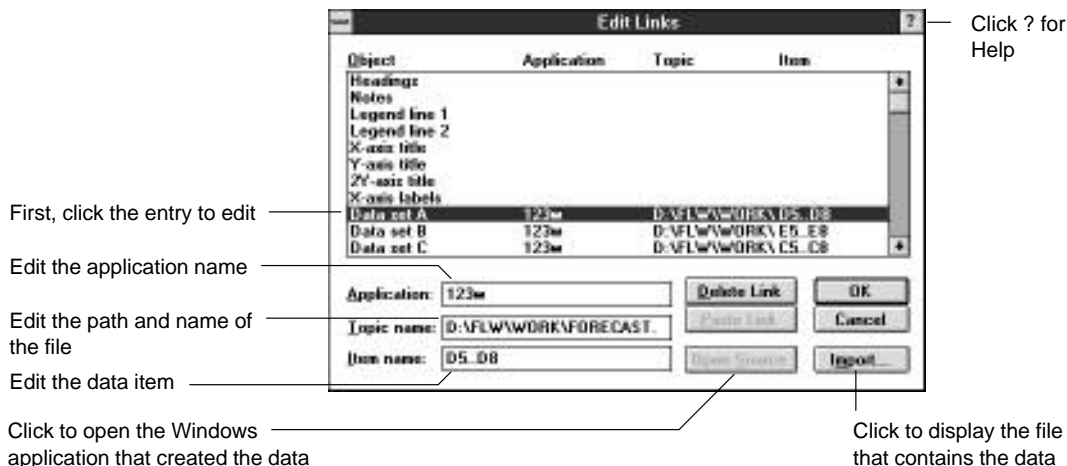 Edit Links
?
Click ? for
Help
Object Application Topic Item
Headings
Notes
Legend line 1
Legend line 2
X-axis title
Y-axis title
2Y-axis title
X-axis labels
First, click the entry to edit
Data set A 123w D:\FLW\WORK\ D5..D8
Data set B 123w D:\FLW\WORK\ E5..E8
Data set C 123w D:\FLW\WORK\ C5..C8
Edit the application name
Application: 123w
Delete Link OK
Edit the path and name of
the file
Topic name: D:\FLW\WORK\FORECAST.
Paste Link Cancel
Edit the data item
Item name: D5..D8
Open Source Import...
Click to open the Windows
application that created the data
Click to display the file
that contains the data